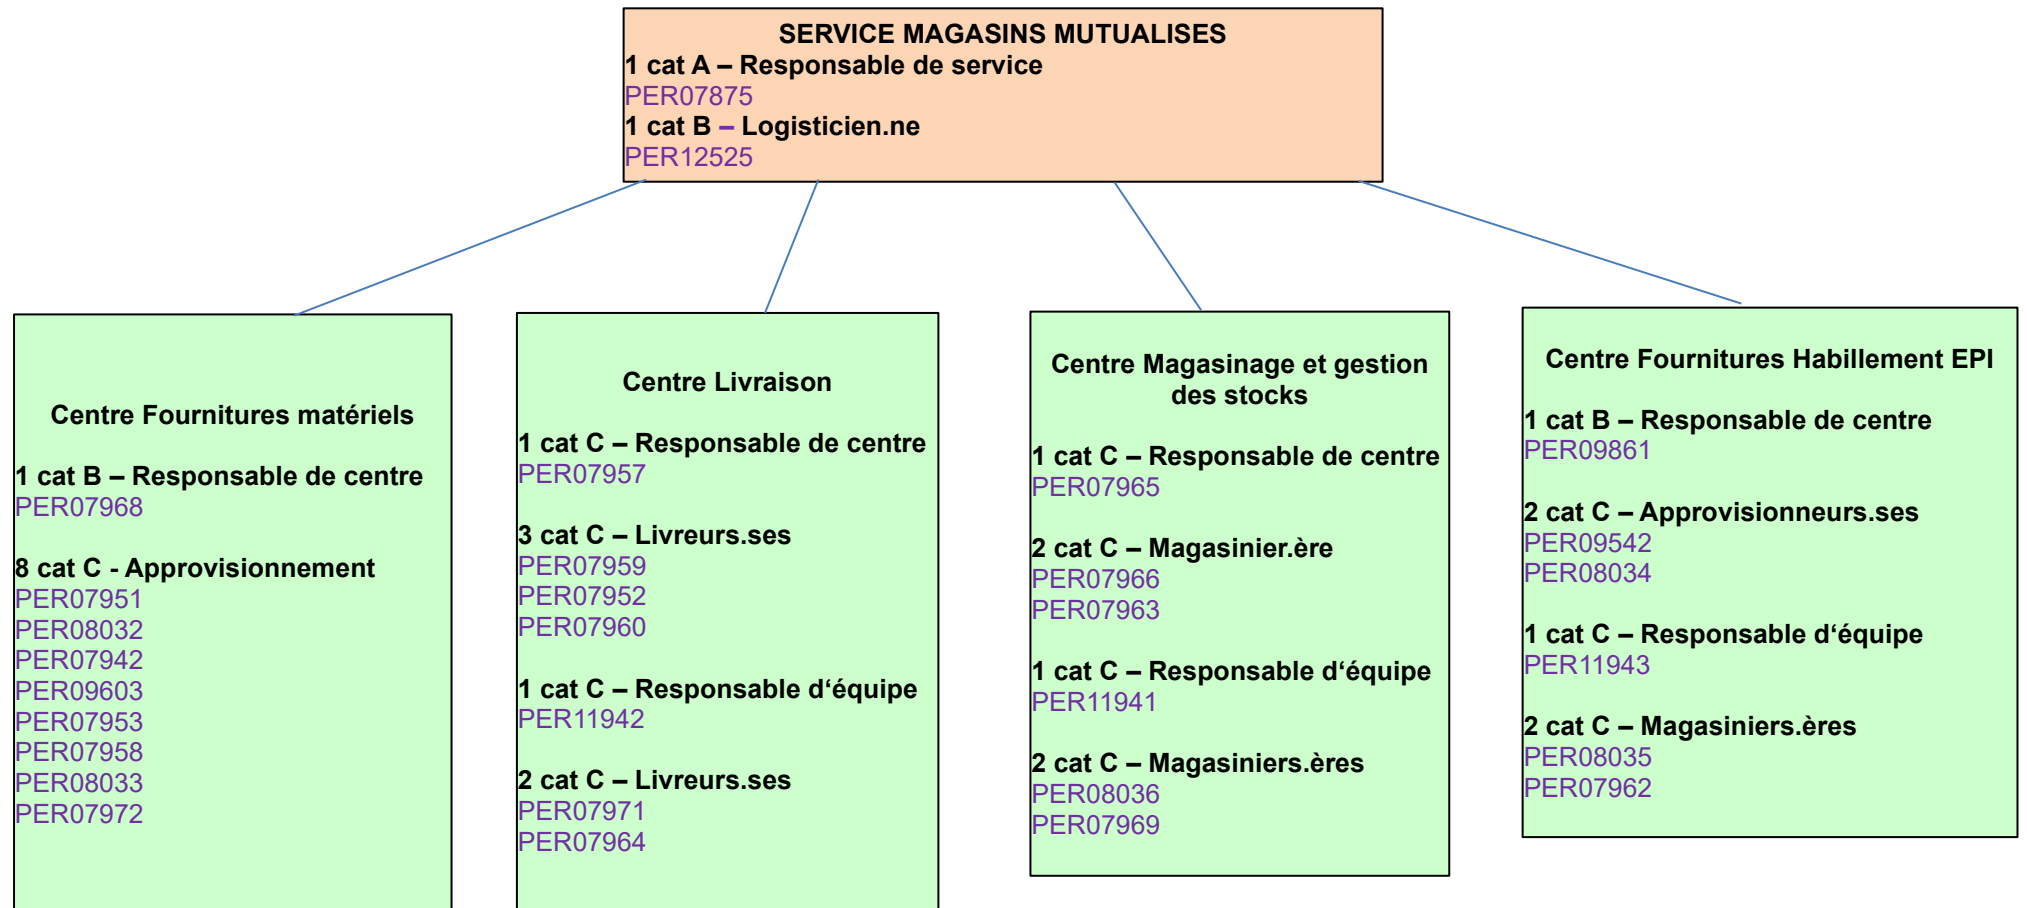 SERVICE MAGASINS MUTUALISES
1 cat A – Responsable de service
PER07875
1 cat B – Logisticien.ne
PER12525
Centre Fournitures matériels
1 cat B – Responsable de centre
PER07968
8 cat C - Approvisionnement
PER07951
PER08032
PER07942
PER09603
PER07953
PER07958
PER08033
PER07972
Centre Livraison
1 cat C – Responsable de centre
PER07957
3 cat C – Livreurs.ses
PER07959
PER07952
PER07960
1 cat C – Responsable d‘équipe
PER11942
2 cat C – Livreurs.ses
PER07971
PER07964
Centre Magasinage et gestion
des stocks
1 cat C – Responsable de centre
PER07965
2 cat C – Magasinier.ère
PER07966
PER07963
1 cat C – Responsable d‘équipe
PER11941
2 cat C – Magasiniers.ères
PER08036
PER07969
Centre Fournitures Habillement EPI
1 cat B – Responsable de centre
PER09861
2 cat C – Approvisionneurs.ses
PER09542
PER08034
1 cat C – Responsable d‘équipe
PER11943
2 cat C – Magasiniers.ères
PER08035
PER07962